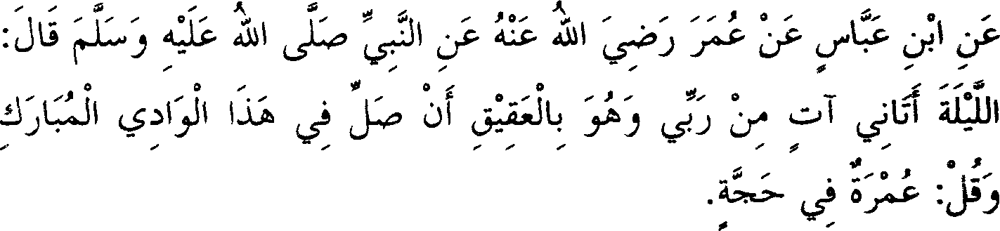 عَنِ ابْنِ عَبَّاسٍ عَنْ عُمَرَ رَضِيَ اللهُ عَنْهُ عَنِ النَّبِيِّ صَلَّى اللهُ عَلَيْهِ وَسَلَّمَ قَالَ:
اللَّيْلَةَ أَتَانِي آتٍ مِنْ رَبِّي وَهُوَ بِالْعَقِيْقِ أَنْ صَلِّ فِي هَذَا الْوَادِي الْمُبَارَكِ
وَقُلْ: عُمْرَةٌ فِي حَجَّةٍ.